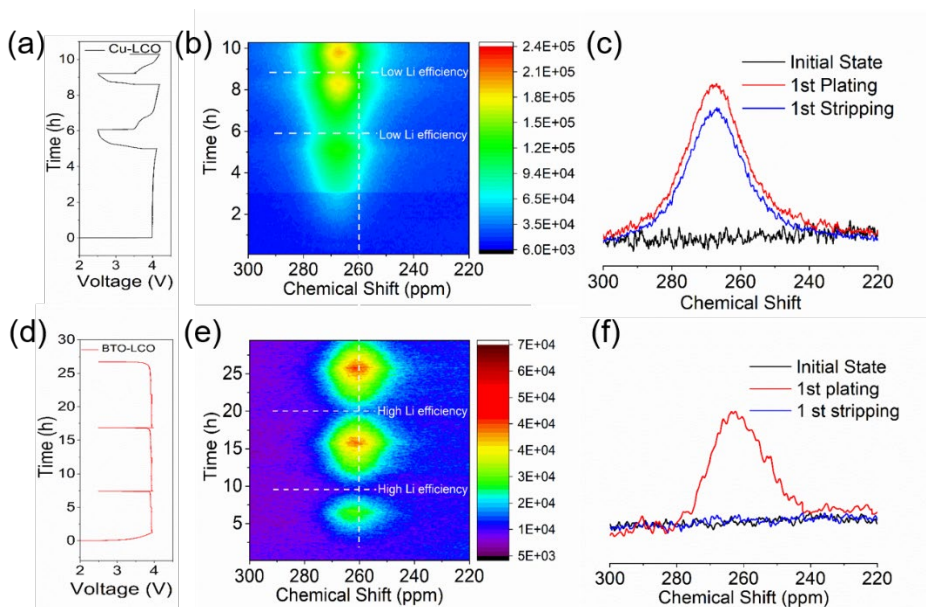 (a)
Cu-LCO
Time (h)
10
8
6
4
2
0
2 3 4
Voltage (V)
(b)
Time (h)
10
8
6
4
2
Low Li efficiency
Low Li efficiency
300 280 260 240 220
Chemical Shift (ppm)
2.4E+05
2.1E+05
1.8E+05
1.5E+05
1.2E+05
9.4E+04
6.4E+04
3.5E+04
6.0E+03
(c)
Initial State
1st Plating
1st Stripping
300 280 260 240 220
Chemical Shift
(d)
BTO-LCO
Time (h)
30
25
20
15
10
5
0
2 3 4
Voltage (V)
(e)
Time (h)
25
20
15
10
5
High Li efficiency
High Li efficiency
300 280 260 240 220
Chemical Shift (ppm)
7E+04
6E+04
5E+04
5E+04
4E+04
3E+04
2E+04
1E+04
5E+03
(f)
Initial State
1st plating
1 st stripping
300 280 260 240 220
Chemical Shift